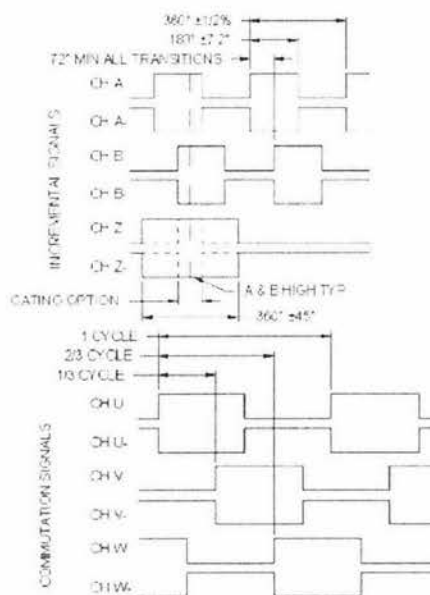 360° ±1/2%
180° ±7.2°
72° MIN ALL TRANSITIONS
CH A
CH A-
CH B
CH B-
CH Z
CH Z-
INCREMENTAL SIGNALS
GATING OPTION
A & B HIGH TYP
360° ±45°
1 CYCLE
2/3 CYCLE
1/3 CYCLE
CH U
CH U-
CH V
CH V-
CH W
CH W-
COMMUTATION SIGNALS